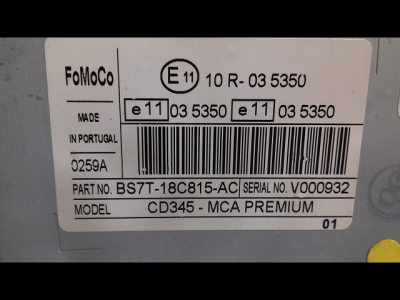 FoMoCo E 11 10 R- 03 5350
MADE e 11 03 5350 e 11 03 5350
IN PORTUGAL
0259A
PART NO. BS7T-18C815-AC SERIAL NO. V000932
MODEL CD345 - MCA PREMIUM
01